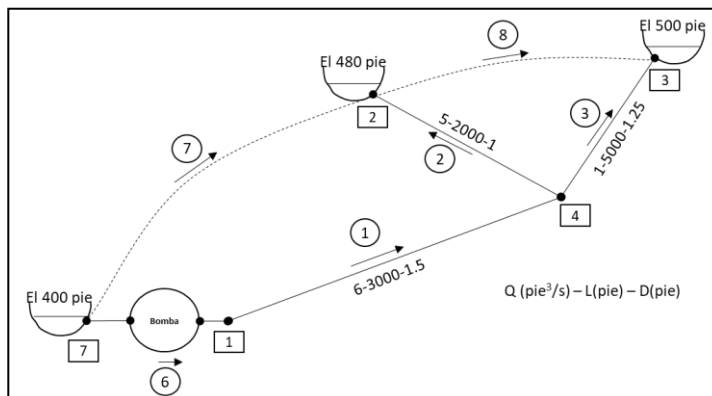 El 500 pie
8
El 480 pie
3
2
5-2000-1
3
7
2
1-5000-1.25
4
1
6-3000-1.5
El 400 pie
Q (pie³/s) – L(pie) – D(pie)
Bomba
7
1
6